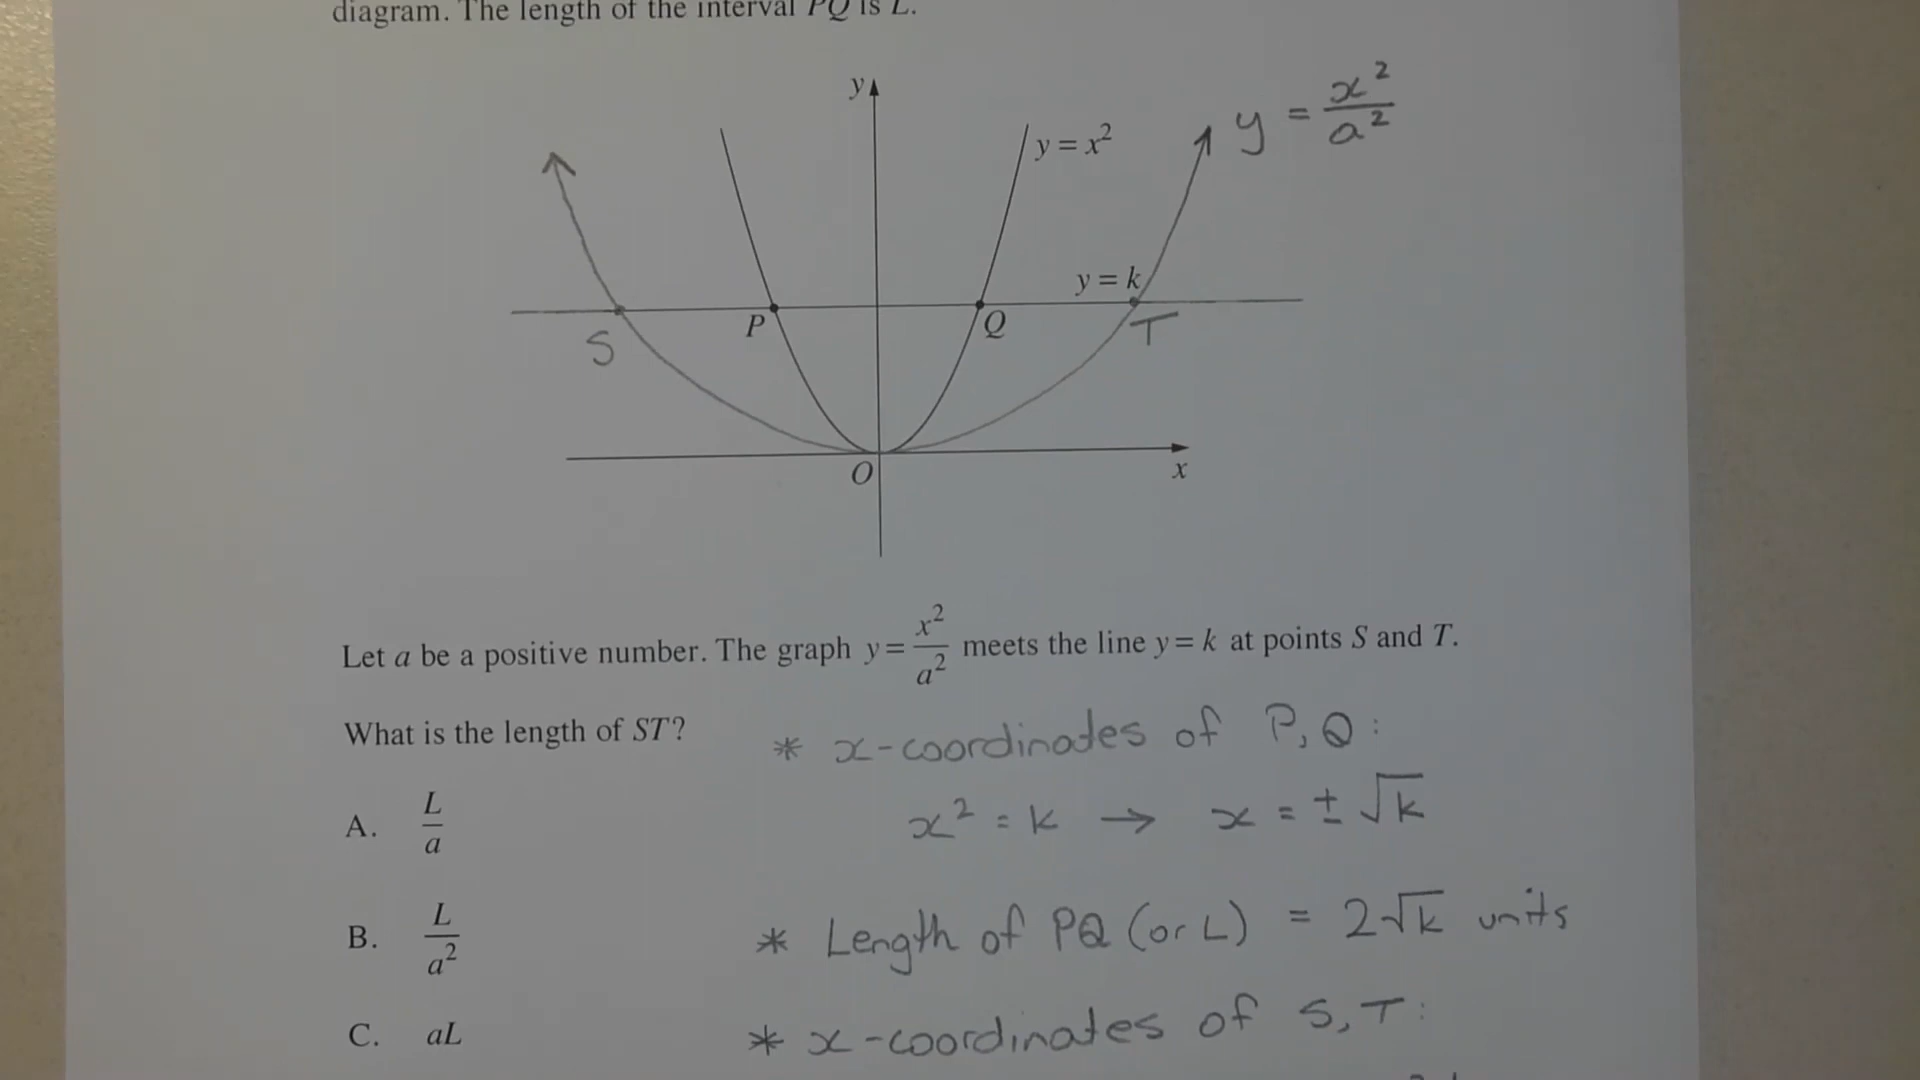 diagram. The length of the interval PQ is L.
y
y = x²
y = x²/a²
y = k
S
P
Q
T
O
x
Let a be a positive number. The graph y = x²/a² meets the line y = k at points S and T.
What is the length of ST?
* x-coordinates of P, Q:
x² = k → x = ± √k
A. L/a
B. L/a²
* Length of PQ (or L) = 2√k units
C. aL
* x-coordinates of S, T: